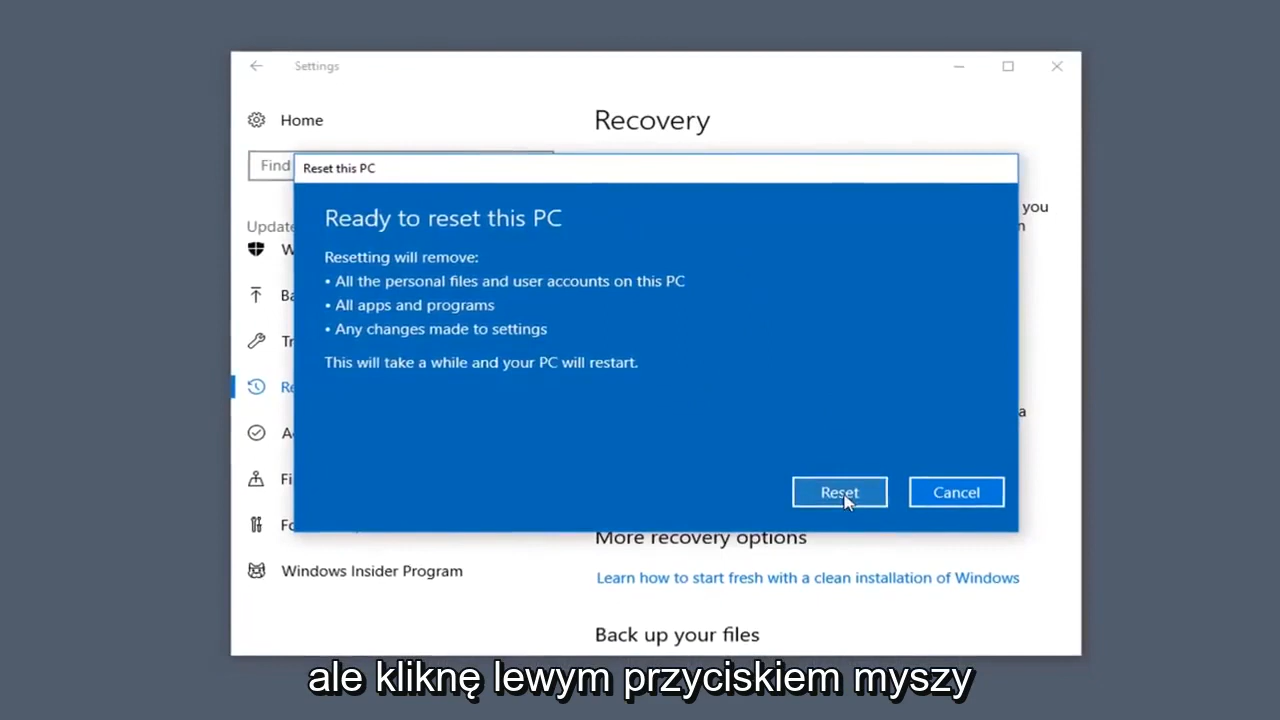 Settings
Home
Recovery
Find
Reset this PC
Ready to reset this PC
you
Resetting will remove:
• All the personal files and user accounts on this PC
• All apps and programs
• Any changes made to settings
This will take a while and your PC will restart.
Reset
Cancel
More recovery options
Windows Insider Program
Learn how to start fresh with a clean installation of Windows
Back up your files
ale kliknę lewym przyciskiem myszy